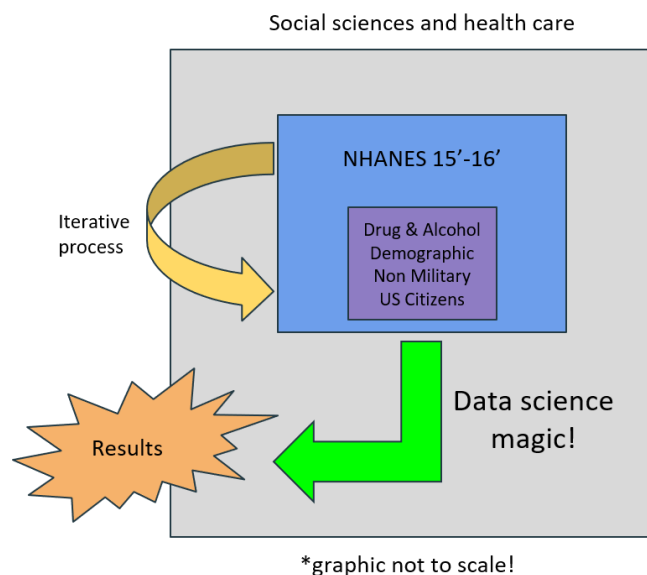 Social sciences and health care
NHANES 15’-16’
Iterative
process
Drug & Alcohol
Demographic
Non Military
US Citizens
Data science
magic!
Results
*graphic not to scale!